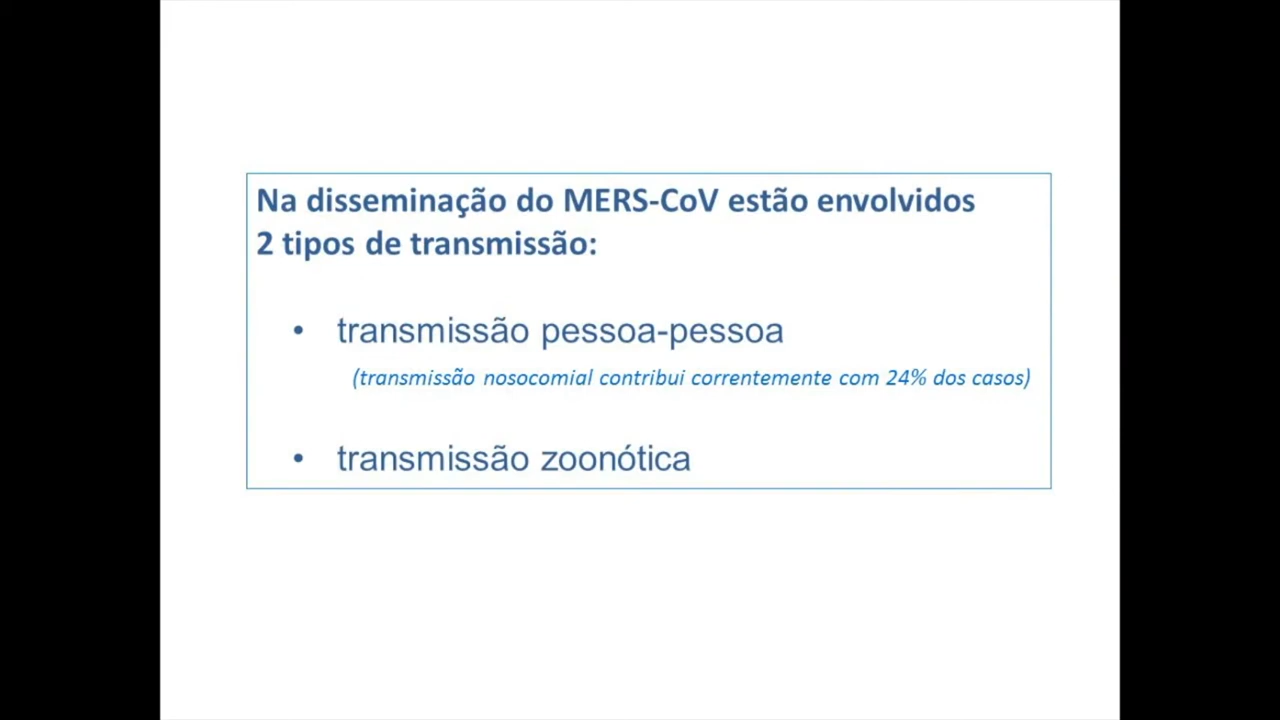 Na disseminação do MERS-CoV estão envolvidos
2 tipos de transmissão:
• transmissão pessoa-pessoa
(transmissão nosocomial contribui correntemente com 24% dos casos)
• transmissão zoonótica